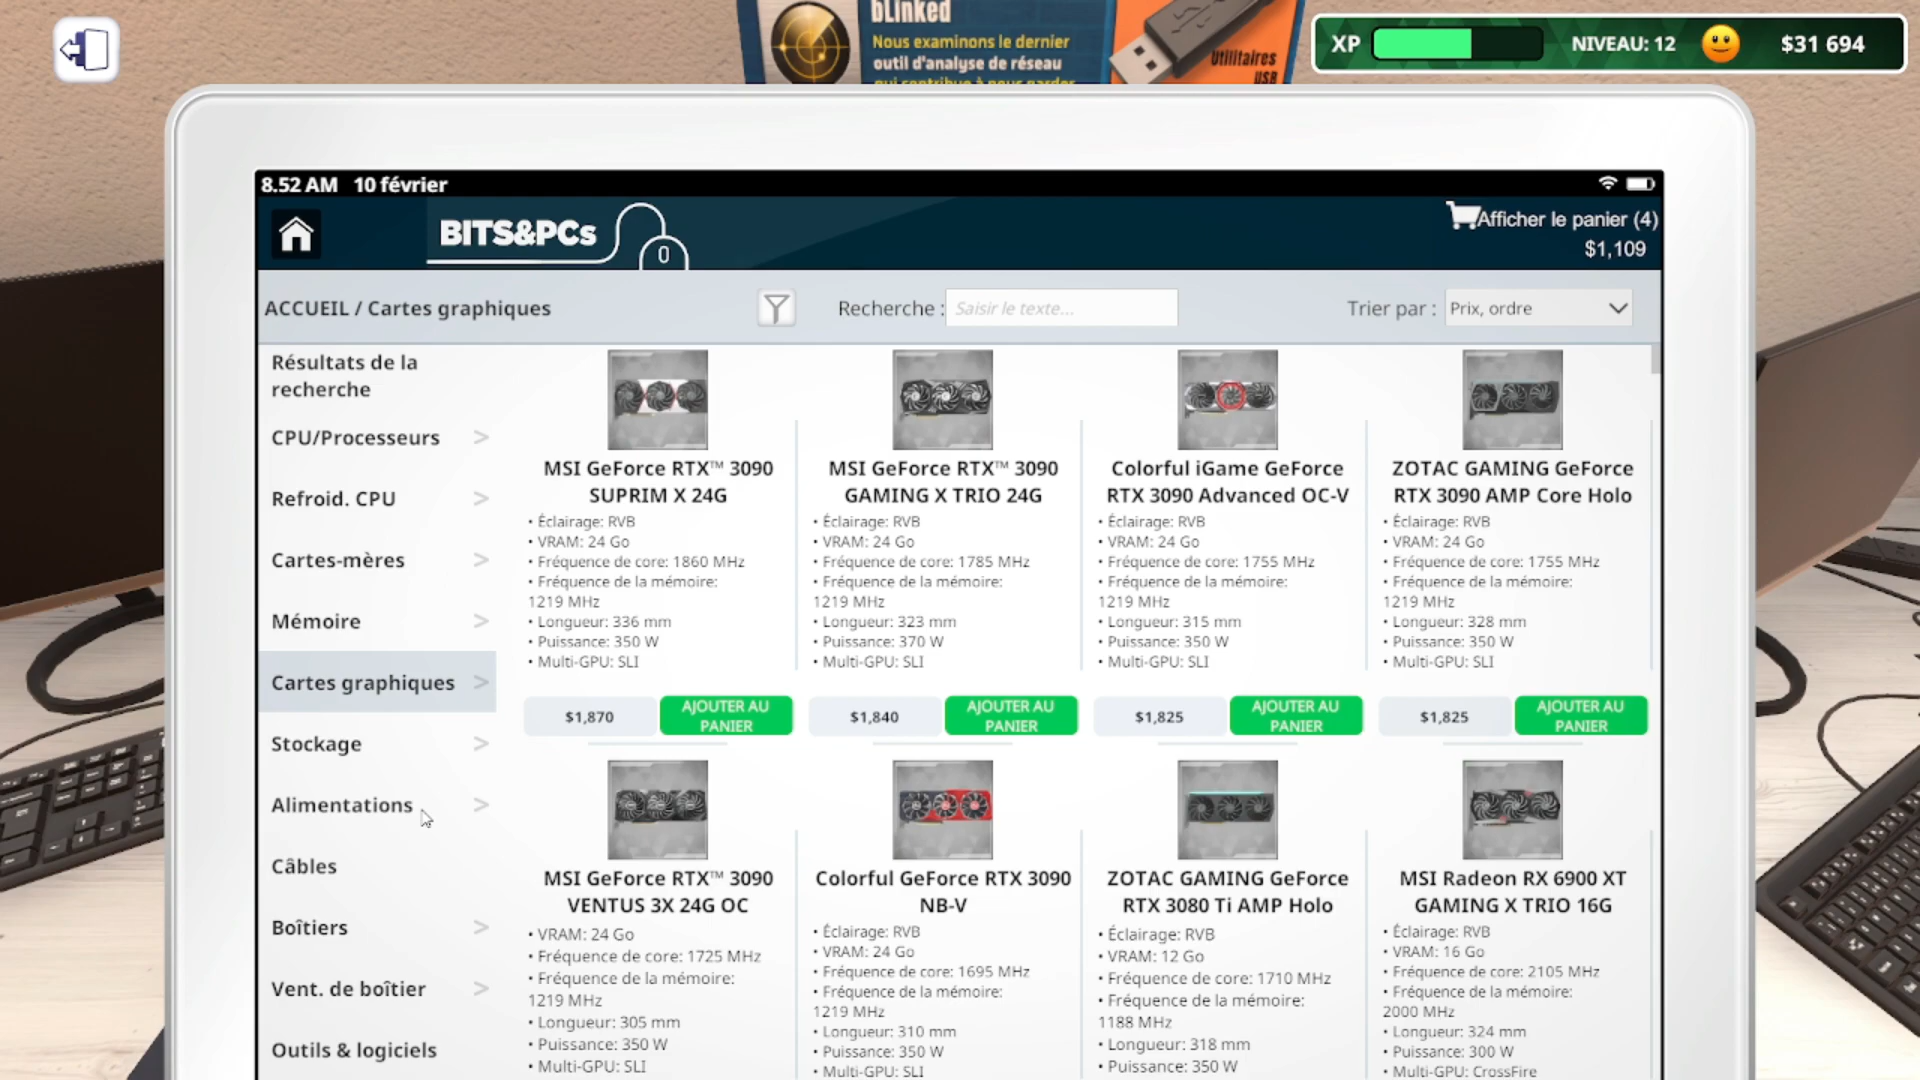 bLinked
Nous examinons le dernier
outil d'analyse de réseau
qui contribue à nous garder
Utilitaires
USB
XP
NIVEAU: 12
$31 694
8.52 AM 10 février
BITS&PCs
0
Afficher le panier (4)
$1,109
ACCUEIL / Cartes graphiques
Recherche :
Saisir le texte...
Trier par :
Prix, ordre
Résultats de la
recherche
CPU/Processeurs >
Refroid. CPU >
Cartes-mères >
Mémoire >
Cartes graphiques >
Stockage >
Alimentations >
Câbles
Boîtiers >
Vent. de boîtier >
Outils & logiciels
MSI GeForce RTX™ 3090
SUPRIM X 24G
• Éclairage: RVB
• VRAM: 24 Go
• Fréquence de core: 1860 MHz
• Fréquence de la mémoire:
1219 MHz
• Longueur: 336 mm
• Puissance: 350 W
• Multi-GPU: SLI
$1,870
AJOUTER AU
PANIER
MSI GeForce RTX™ 3090
GAMING X TRIO 24G
• Éclairage: RVB
• VRAM: 24 Go
• Fréquence de core: 1785 MHz
• Fréquence de la mémoire:
1219 MHz
• Longueur: 323 mm
• Puissance: 370 W
• Multi-GPU: SLI
$1,840
AJOUTER AU
PANIER
Colorful iGame GeForce
RTX 3090 Advanced OC-V
• Éclairage: RVB
• VRAM: 24 Go
• Fréquence de core: 1755 MHz
• Fréquence de la mémoire:
1219 MHz
• Longueur: 315 mm
• Puissance: 350 W
• Multi-GPU: SLI
$1,825
AJOUTER AU
PANIER
ZOTAC GAMING GeForce
RTX 3090 AMP Core Holo
• Éclairage: RVB
• VRAM: 24 Go
• Fréquence de core: 1755 MHz
• Fréquence de la mémoire:
1219 MHz
• Longueur: 328 mm
• Puissance: 350 W
• Multi-GPU: SLI
$1,825
AJOUTER AU
PANIER
MSI GeForce RTX™ 3090
VENTUS 3X 24G OC
• VRAM: 24 Go
• Fréquence de core: 1725 MHz
• Fréquence de la mémoire:
1219 MHz
• Longueur: 305 mm
• Puissance: 350 W
• Multi-GPU: SLI
Colorful GeForce RTX 3090
NB-V
• Éclairage: RVB
• VRAM: 24 Go
• Fréquence de core: 1695 MHz
• Fréquence de la mémoire:
1219 MHz
• Longueur: 310 mm
• Puissance: 350 W
• Multi-GPU: SLI
ZOTAC GAMING GeForce
RTX 3080 Ti AMP Holo
• Éclairage: RVB
• VRAM: 12 Go
• Fréquence de core: 1710 MHz
• Fréquence de la mémoire:
1188 MHz
• Longueur: 318 mm
• Puissance: 350 W
MSI Radeon RX 6900 XT
GAMING X TRIO 16G
• Éclairage: RVB
• VRAM: 16 Go
• Fréquence de core: 2105 MHz
• Fréquence de la mémoire:
2000 MHz
• Longueur: 324 mm
• Puissance: 300 W
• Multi-GPU: CrossFire